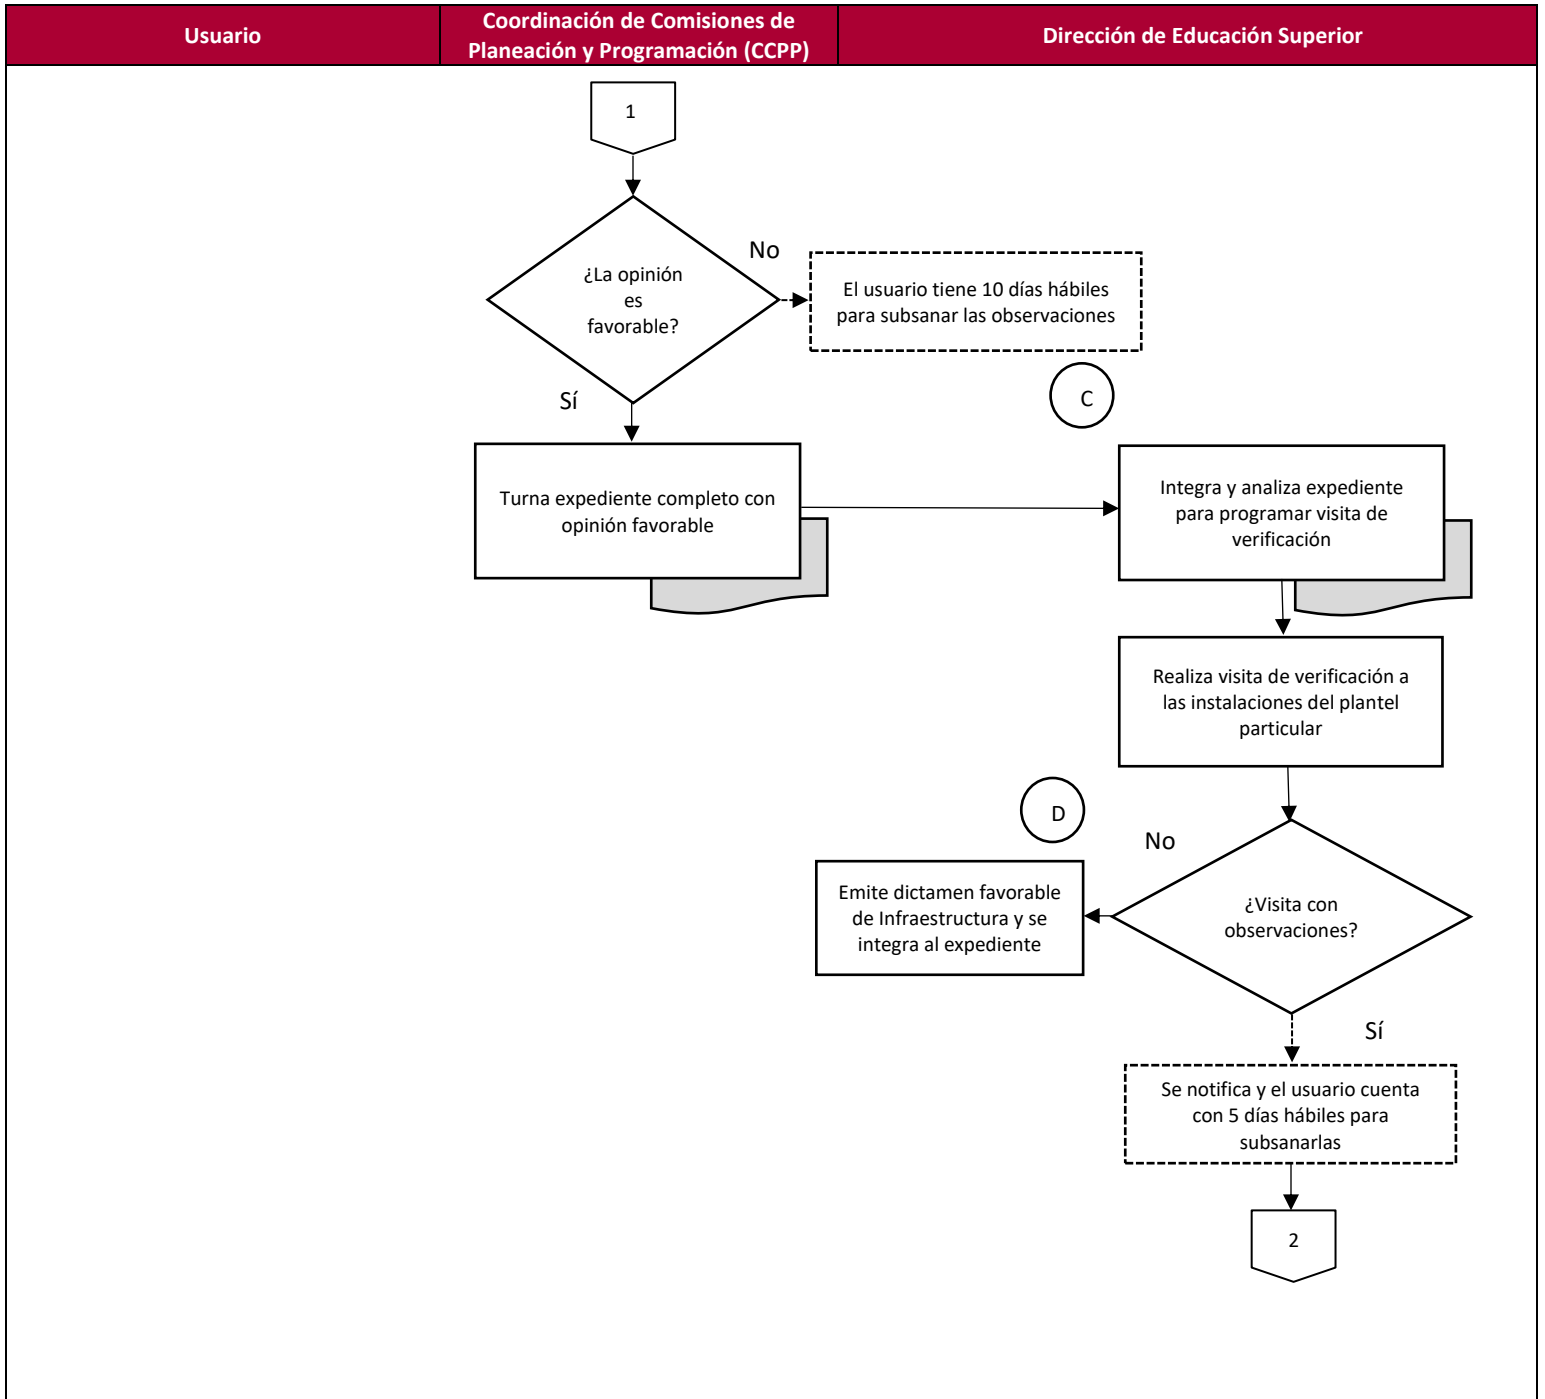 Usuario
Coordinación de Comisiones de
Planeación y Programación (CCPP)
Dirección de Educación Superior
1
¿La opinión
es
favorable?
No
El usuario tiene 10 días hábiles
para subsanar las observaciones
Sí
C
Turna expediente completo con
opinión favorable
Integra y analiza expediente
para programar visita de
verificación
Realiza visita de verificación a
las instalaciones del plantel
particular
D
No
Emite dictamen favorable
de Infraestructura y se
integra al expediente
¿Visita con
observaciones?
Sí
Se notifica y el usuario cuenta
con 5 días hábiles para
subsanarlas
2